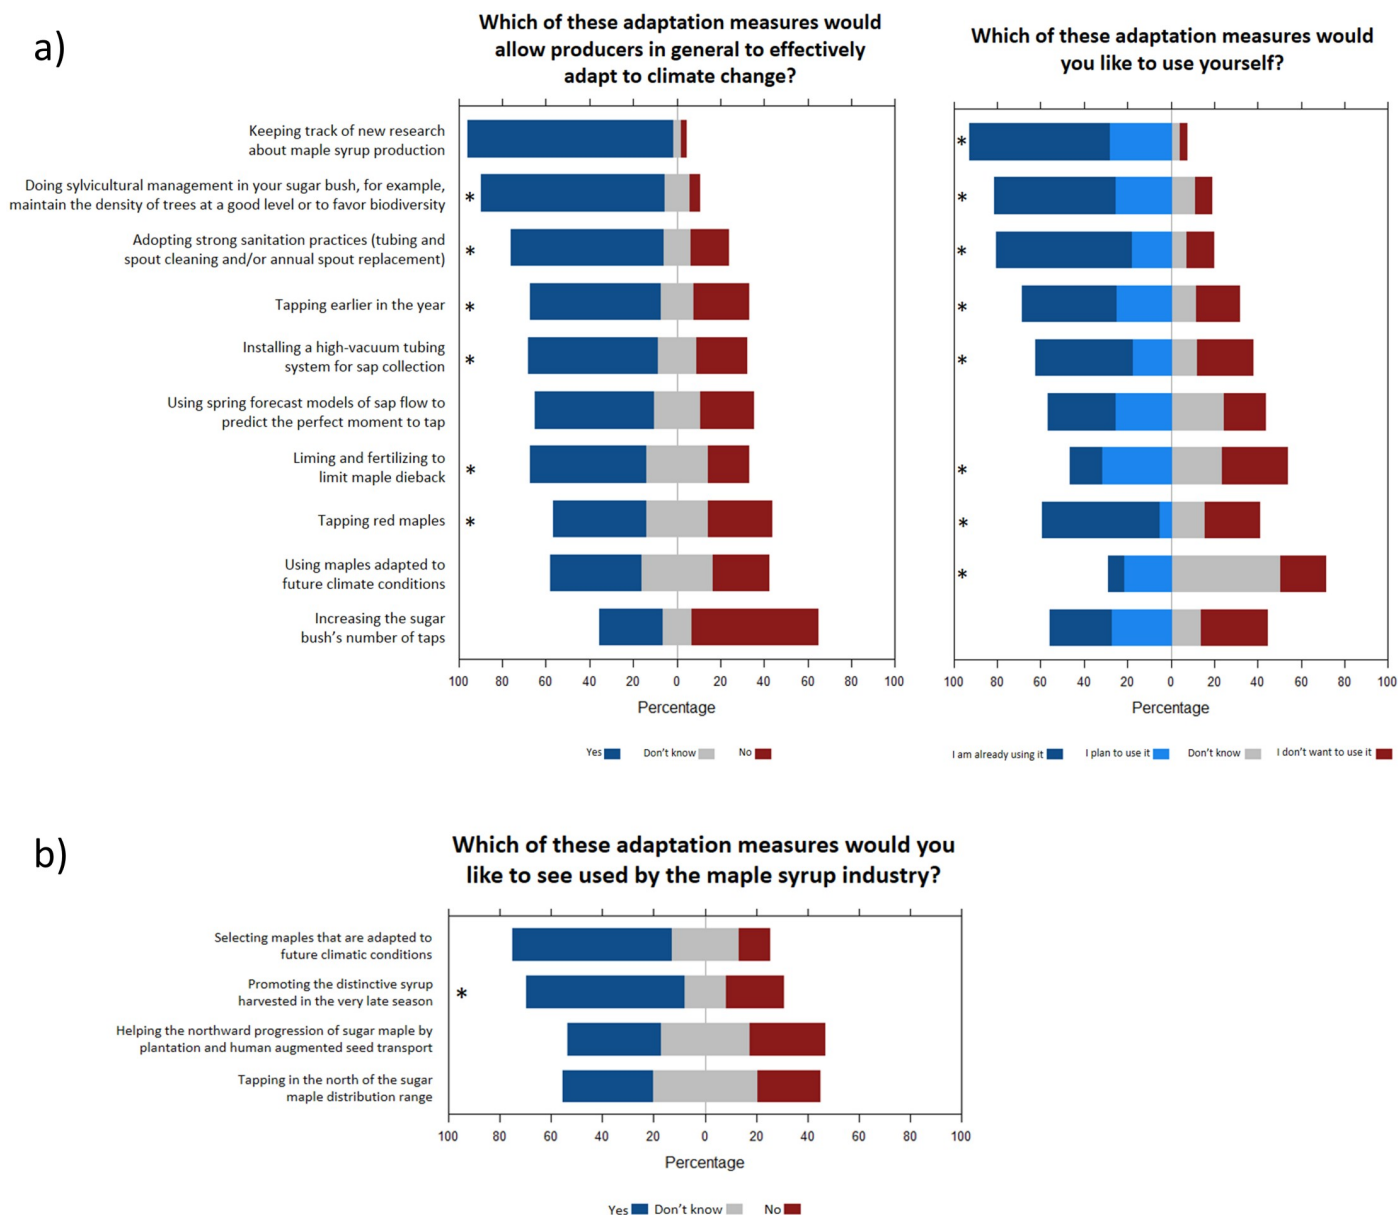 a)
Which of these adaptation measures would
allow producers in general to effectively
adapt to climate change?
Which of these adaptation measures would
you like to use yourself?
Keeping track of new research
about maple syrup production
*
Doing sylvicultural management in your sugar bush, for example,
maintain the density of trees at a good level or to favor biodiversity
* *
Adopting strong sanitation practices (tubing and
spout cleaning and/or annual spout replacement)
* *
Tapping earlier in the year
* *
Installing a high-vacuum tubing
system for sap collection
* *
Using spring forecast models of sap flow to
predict the perfect moment to tap
Liming and fertilizing to
limit maple dieback
* *
Tapping red maples
* *
Using maples adapted to
future climate conditions
*
Increasing the sugar
bush's number of taps
100 80 60 40 20 0 20 40 60 80 100
Percentage
Yes Don't know No
100 80 60 40 20 0 20 40 60 80 100
Percentage
I am already using it I plan to use it Don't know I don't want to use it
b)
Which of these adaptation measures would you
like to see used by the maple syrup industry?
Selecting maples that are adapted to
future climatic conditions
Promoting the distinctive syrup
harvested in the very late season
*
Helping the northward progression of sugar maple by
plantation and human augmented seed transport
Tapping in the north of the sugar
maple distribution range
100 80 60 40 20 0 20 40 60 80 100
Percentage
Yes Don't know No